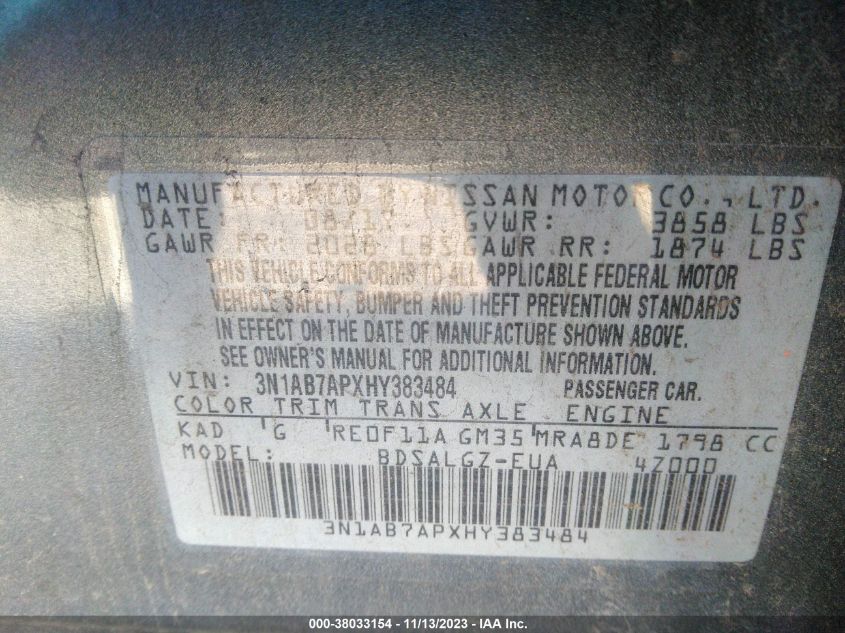 MANUFACTURED BY NISSAN MOTOR CO., LTD.
DATE: 08/17 GVWR: 3858 LBS
GAWR FR: 2028 LBS GAWR RR: 1874 LBS
THIS VEHICLE CONFORMS TO ALL APPLICABLE FEDERAL MOTOR
VEHICLE SAFETY, BUMPER AND THEFT PREVENTION STANDARDS
IN EFFECT ON THE DATE OF MANUFACTURE SHOWN ABOVE.
SEE OWNER'S MANUAL FOR ADDITIONAL INFORMATION.
VIN: 3N1AB7APXHY383484 PASSENGER CAR.
COLOR TRIM TRANS AXLE ENGINE
KAD G RE0F11A GM35 MRA8DE 1798 CC
MODEL: BDSALGZ-EUA 4Z000
3N1AB7APXHY383484
000-38033154 - 11/13/2023 - IAA Inc.